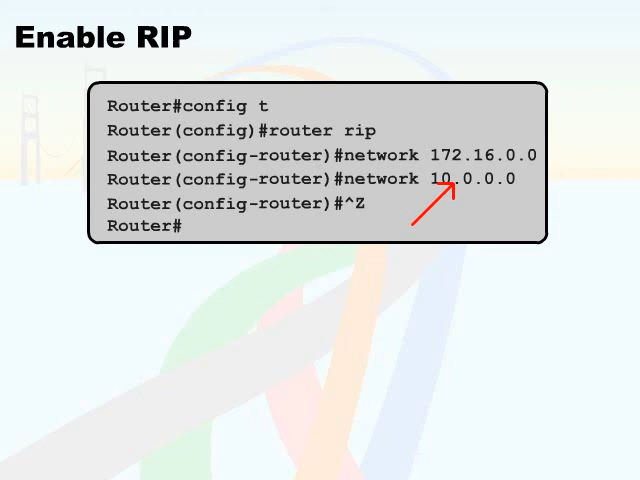 Enable RIP
Router#config t
Router(config)#router rip
Router(config-router)#network 172.16.0.0
Router(config-router)#network 10.0.0.0
Router(config-router)#^Z
Router#